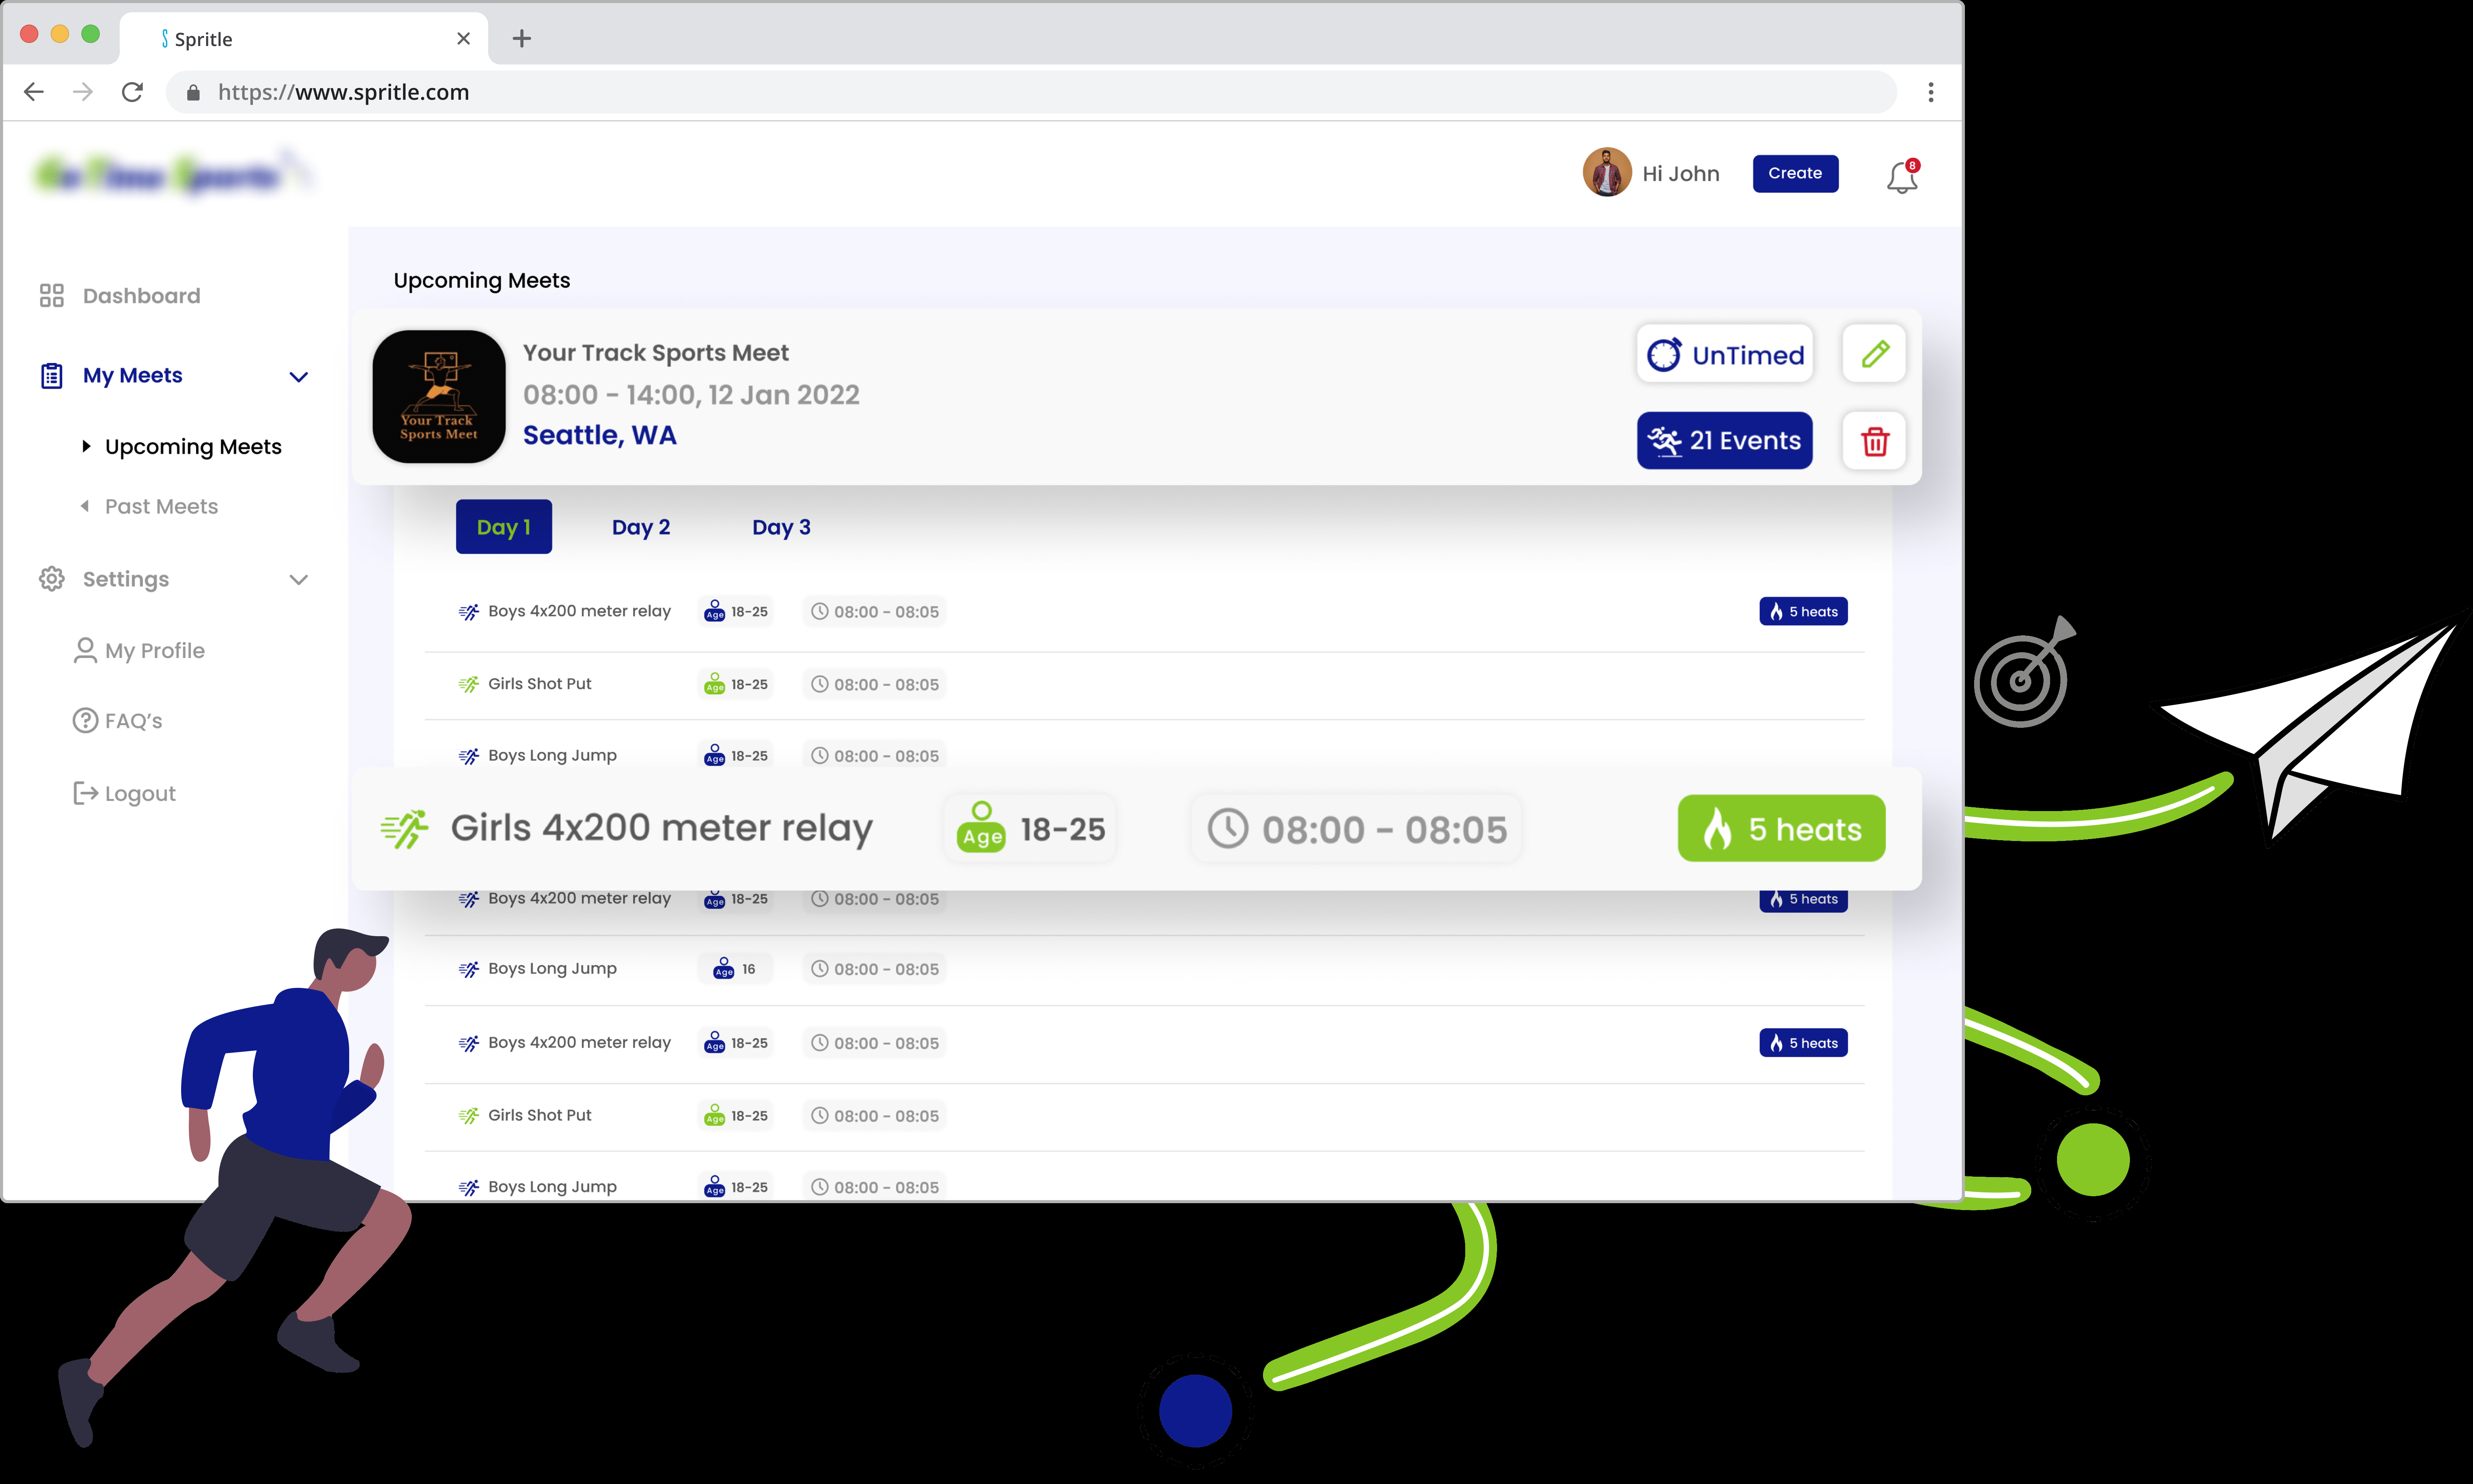 Spritle
https://www.spritle.com
Hi John
Create
8
Dashboard
My Meets
Upcoming Meets
Past Meets
Settings
My Profile
FAQ's
Logout
Upcoming Meets
Your Track
Sports Meet
Your Track Sports Meet
08:00 - 14:00, 12 Jan 2022
Seattle, WA
UnTimed
21 Events
Day 1 Day 2 Day 3
Boys 4x200 meter relay Age 18-25 08:00 - 08:05 5 heats
Girls Shot Put Age 18-25 08:00 - 08:05
Boys Long Jump Age 18-25 08:00 - 08:05
Girls 4x200 meter relay Age 18-25 08:00 - 08:05 5 heats
Boys 4x200 meter relay Age 18-25 08:00 - 08:05 5 heats
Boys Long Jump Age 16 08:00 - 08:05
Boys 4x200 meter relay Age 18-25 08:00 - 08:05 5 heats
Girls Shot Put Age 18-25 08:00 - 08:05
Boys Long Jump Age 18-25 08:00 - 08:05